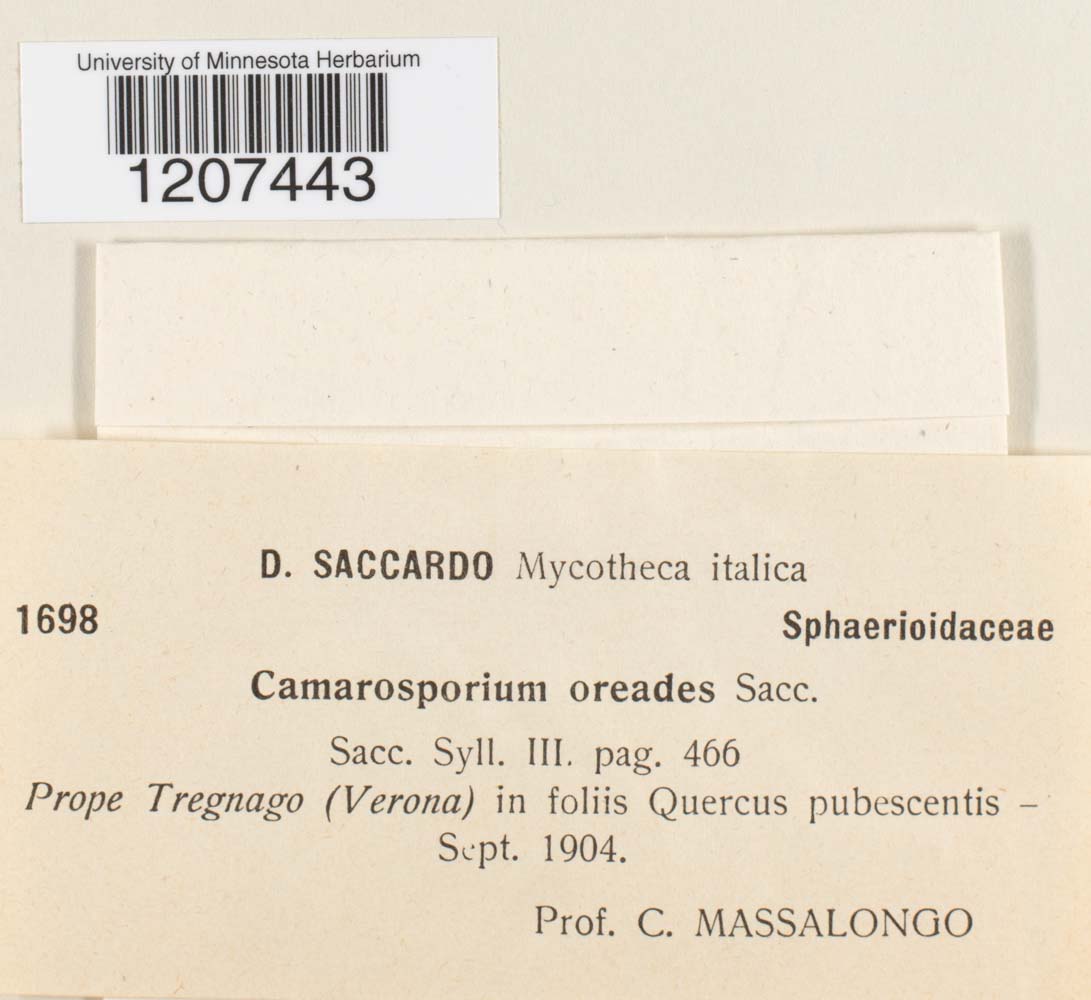 University of Minnesota Herbarium
1207443
D. SACCARDO Mycotheca italica
1698
Sphaerioidaceae
Camarosporium oreades Sacc.
Sacc. Syll. III. pag. 466
Prope Tregnago (Verona) in foliis Quercus pubescentis –
Sept. 1904.
Prof. C. MASSALONGO